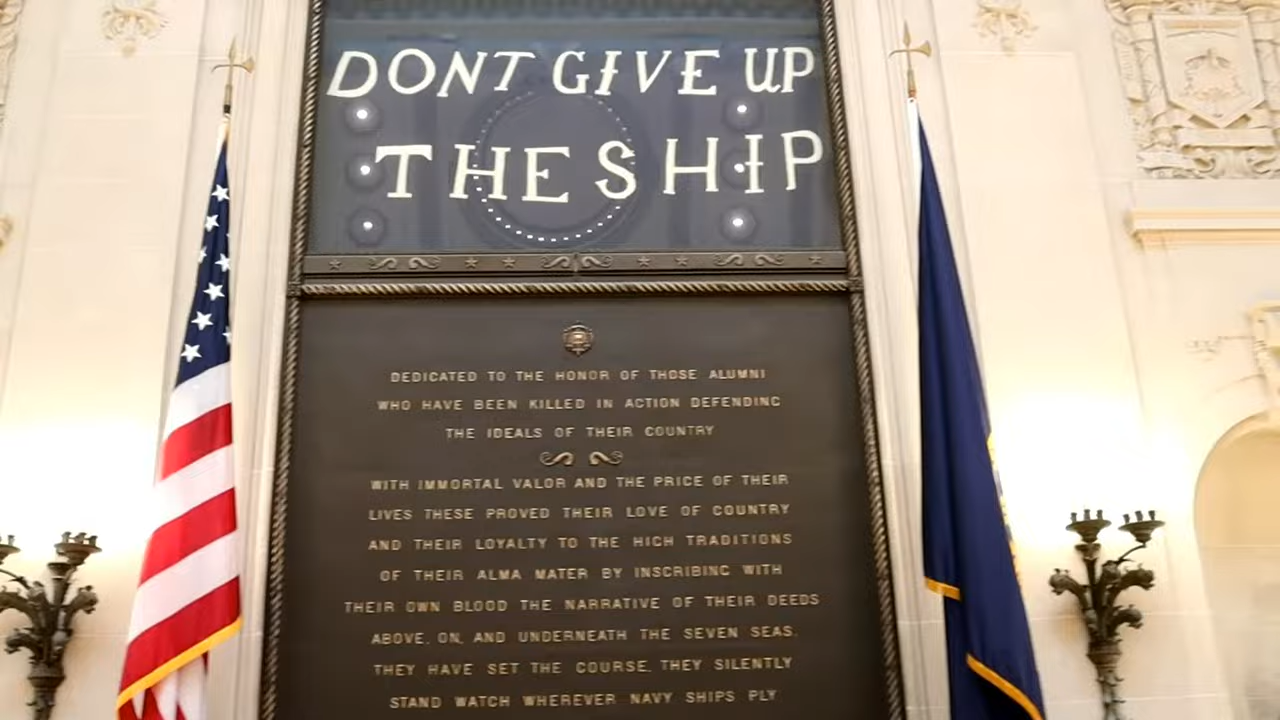 DONT GIVE UP
THE SHIP
DEDICATED TO THE HONOR OF THOSE ALUMNI
WHO HAVE BEEN KILLED IN ACTION DEFENDING
THE IDEALS OF THEIR COUNTRY
WITH IMMORTAL VALOR AND THE PRICE OF THEIR
LIVES THESE PROVED THEIR LOVE OF COUNTRY
AND THEIR LOYALTY TO THE HIGH TRADITIONS
OF THEIR ALMA MATER BY INSCRIBING WITH
THEIR OWN BLOOD THE NARRATIVE OF THEIR DEEDS
ABOVE, ON, AND UNDERNEATH THE SEVEN SEAS.
THEY HAVE SET THE COURSE. THEY SILENTLY
STAND WATCH WHEREVER NAVY SHIPS PLY